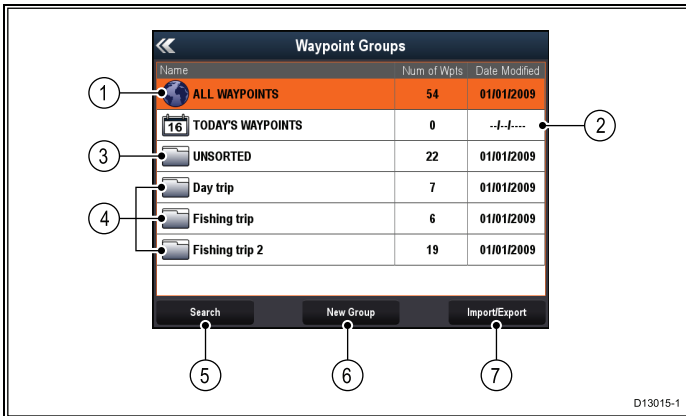 Waypoint Groups
Name Num of Wpts Date Modified
1 ALL WAYPOINTS 54 01/01/2009
16 TODAY'S WAYPOINTS 0 --/--/---- 2
3 UNSORTED 22 01/01/2009
Day trip 7 01/01/2009
4 Fishing trip 6 01/01/2009
Fishing trip 2 19 01/01/2009
Search New Group Import/Export
5 6 7
D13015-1